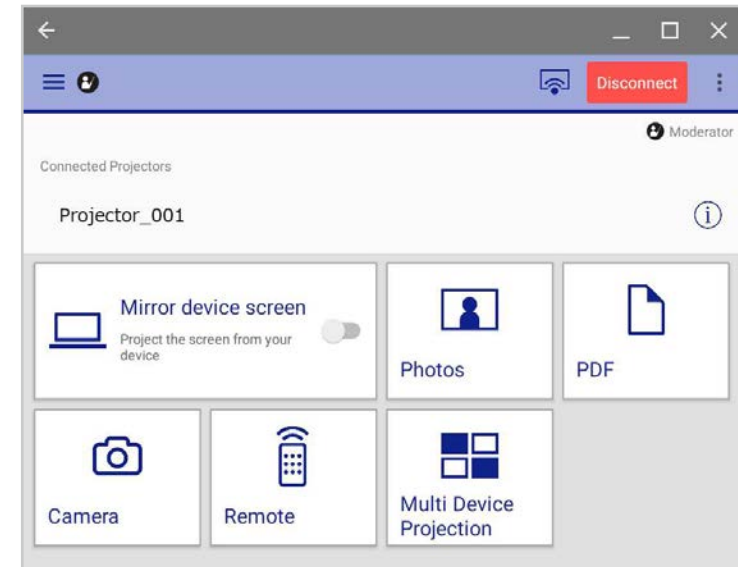 Disconnect
Moderator
Connected Projectors
Projector_001
Mirror device screen
Project the screen from your
device
Photos
PDF
Camera
Remote
Multi Device
Projection